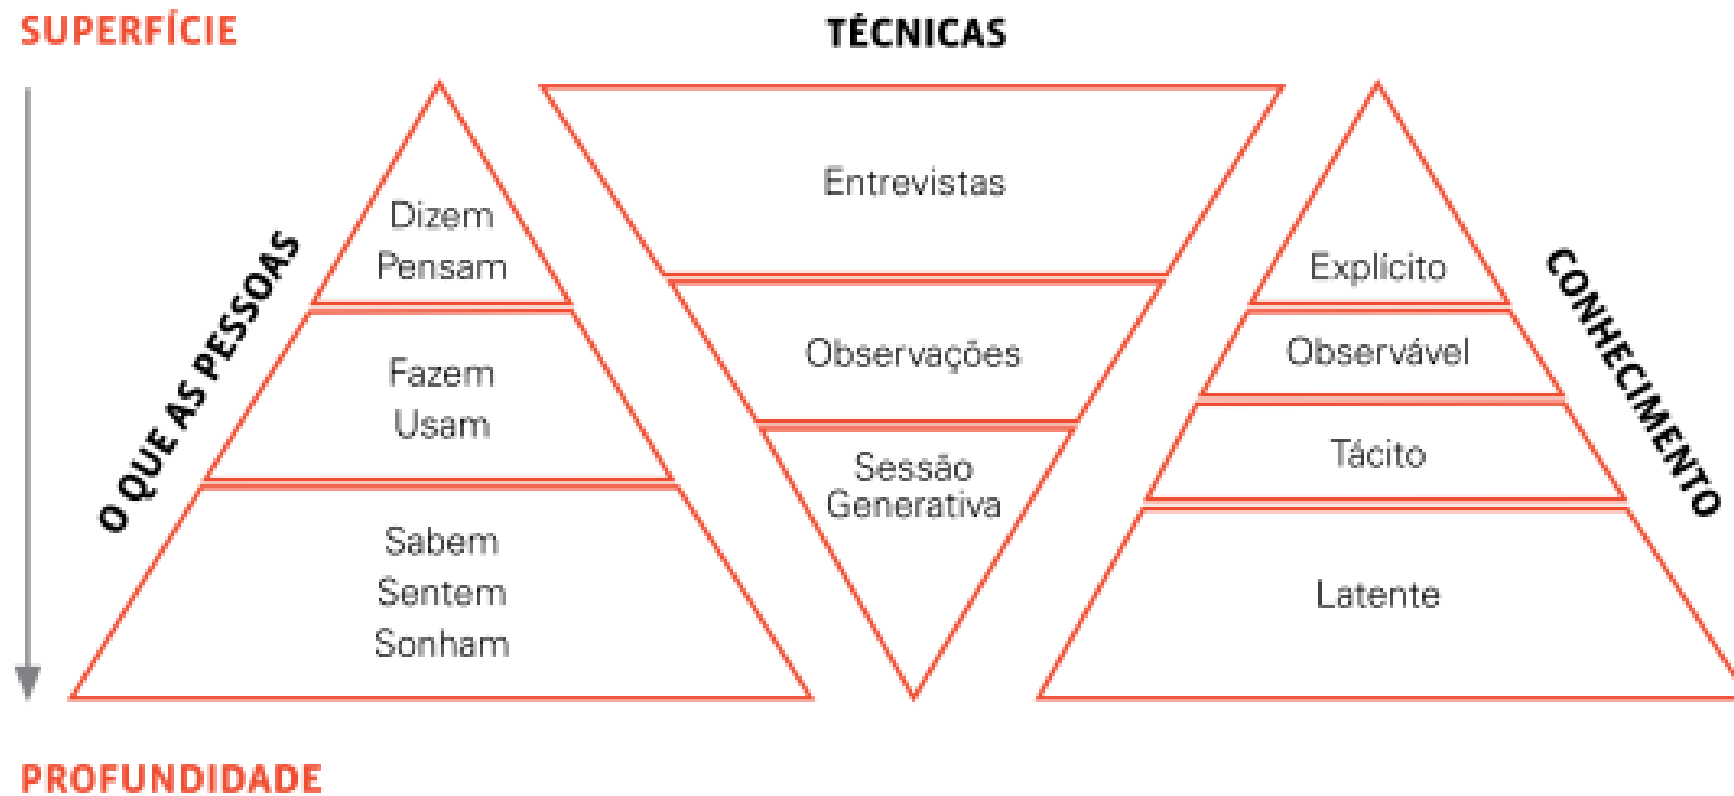 SUPERFÍCIE
TÉCNICAS
O QUE AS PESSOAS
Dizem
Pensam
Fazem
Usam
Sabem
Sentem
Sonham
Entrevistas
Observações
Sessão
Generativa
Explícito
Observável
Tácito
Latente
CONHECIMENTO
PROFUNDIDADE